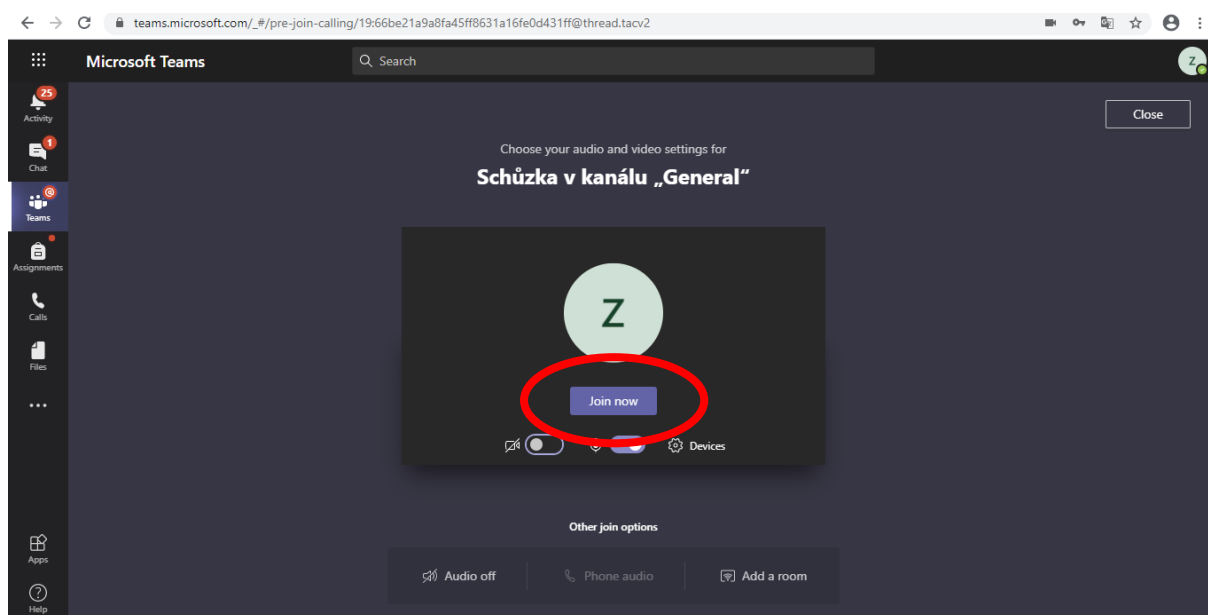 teams.microsoft.com/_#/pre-join-calling/19:66be21a9a8fa45ff8631a16fe0d431ff@thread.tacv2
Microsoft Teams
Search
Z
25
Activity
Close
1
Chat
Choose your audio and video settings for
Schůzka v kanálu „General“
@
Teams
Assignments
Calls
Files
Z
Join now
Devices
Other join options
Apps
Audio off
Phone audio
Add a room
Help